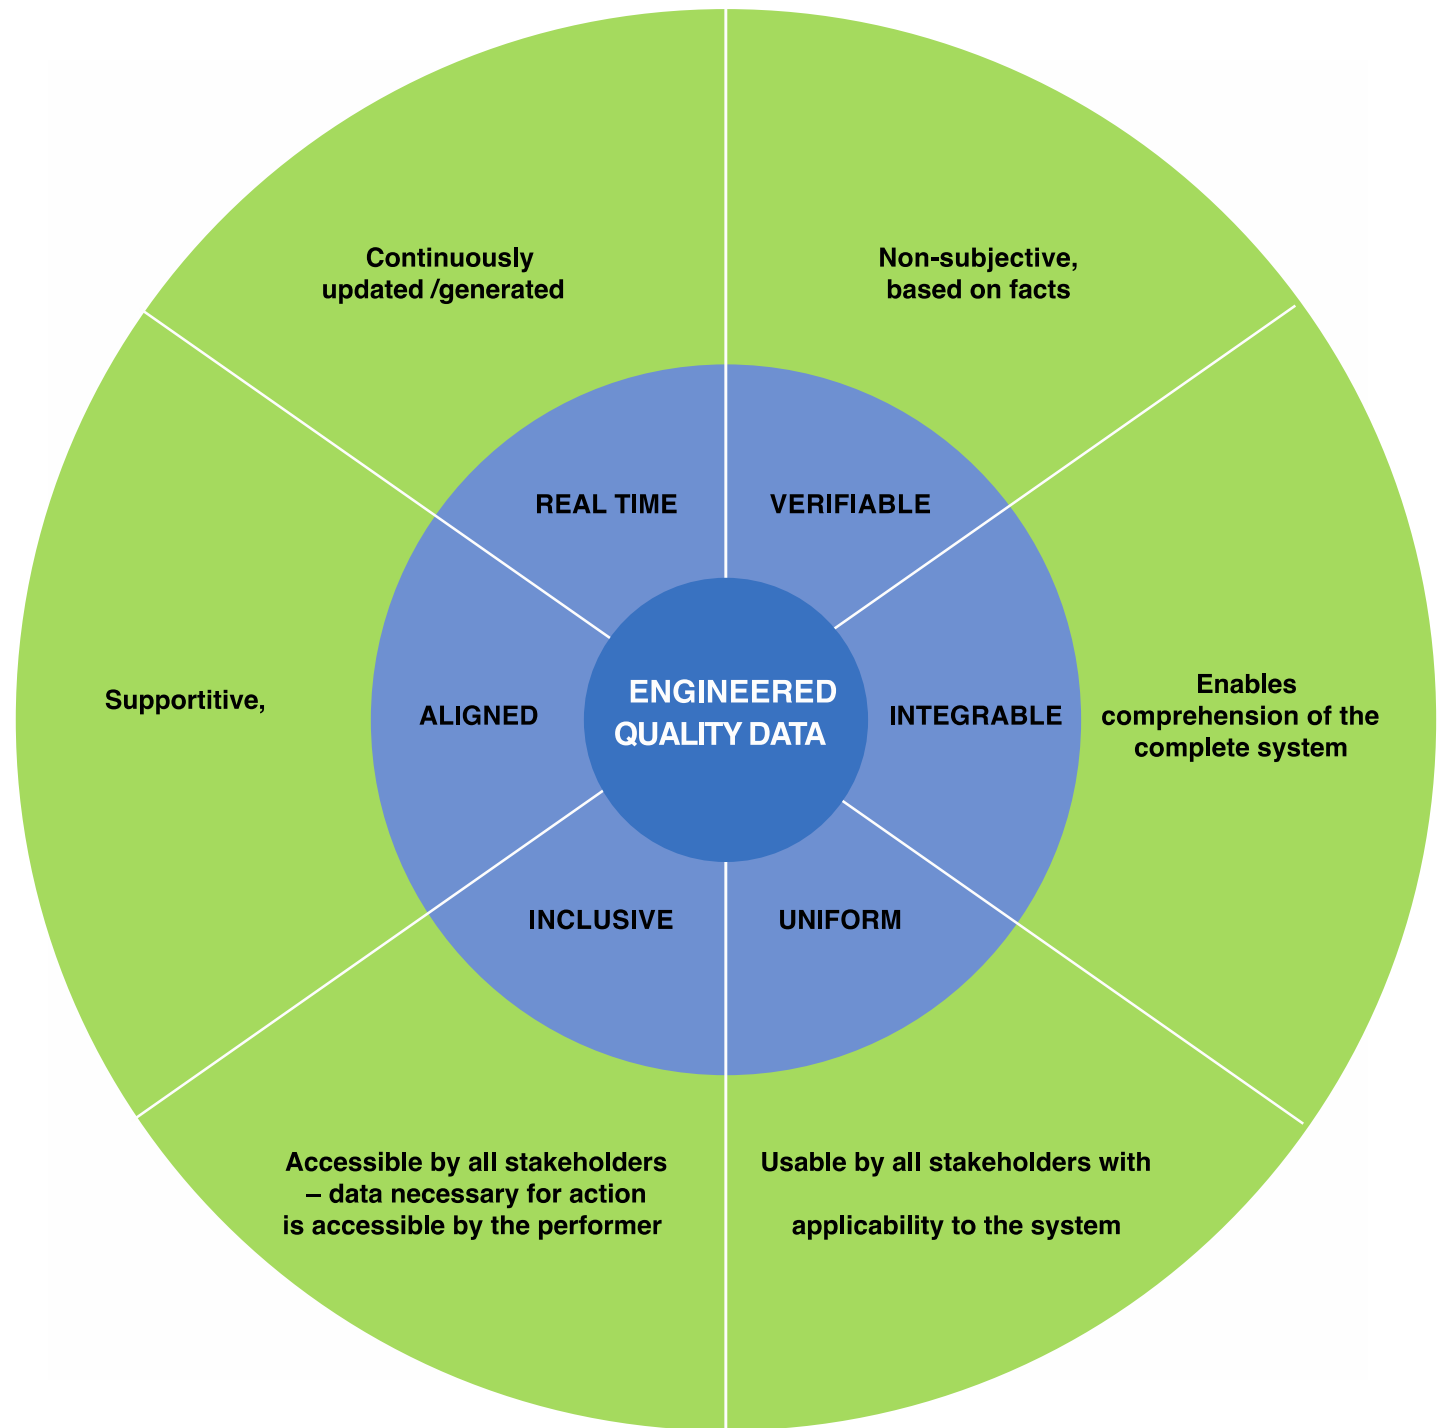 Continuously
updated /generated
Non-subjective,
based on facts
REAL TIME
VERIFIABLE
Supportitive,
ALIGNED
ENGINEERED
QUALITY DATA
INTEGRABLE
Enables
comprehension of the
complete system
INCLUSIVE
UNIFORM
Accessible by all stakeholders
– data necessary for action
is accessible by the performer
Usable by all stakeholders with
applicability to the system